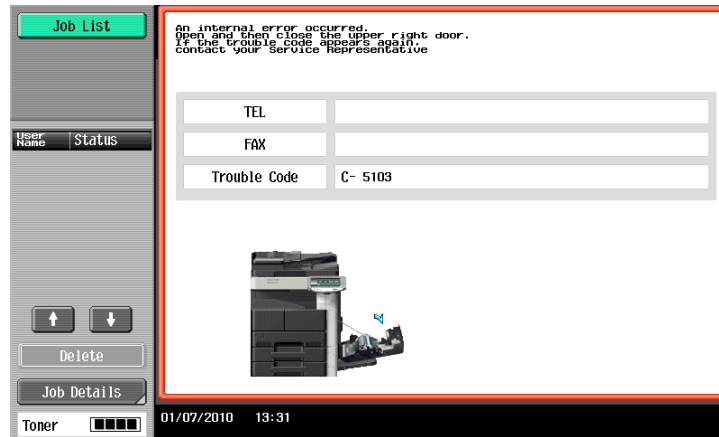 Job List
An internal error occurred.
Open and then close the upper right door.
If the trouble code appears again,
contact your Service Representative
TEL
FAX
Trouble Code C- 5103
User Name Status
Delete
Job Details
Toner
01/07/2010 13:31